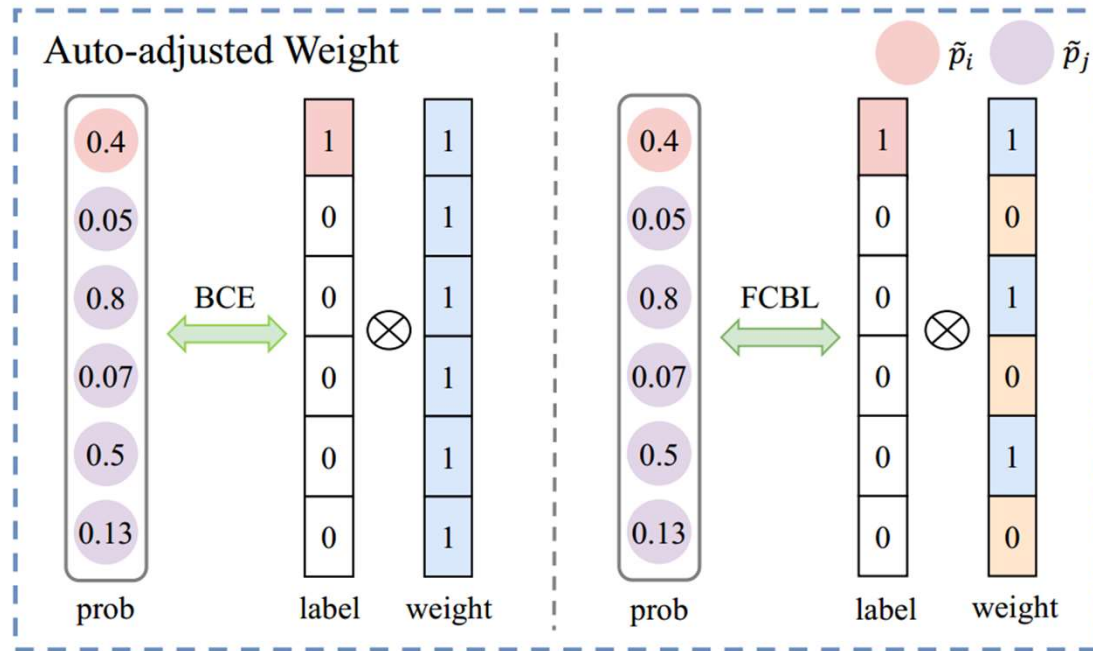 Auto-adjusted Weight
p̃ᵢ p̃ⱼ
0.4 1 1
0.05 0 1
0.8 0 1
0.07 0 1
0.5 0 1
0.13 0 1
BCE
⊗
prob label weight
0.4 1 1
0.05 0 0
0.8 0 1
0.07 0 0
0.5 0 1
0.13 0 0
FCBL
⊗
prob label weight